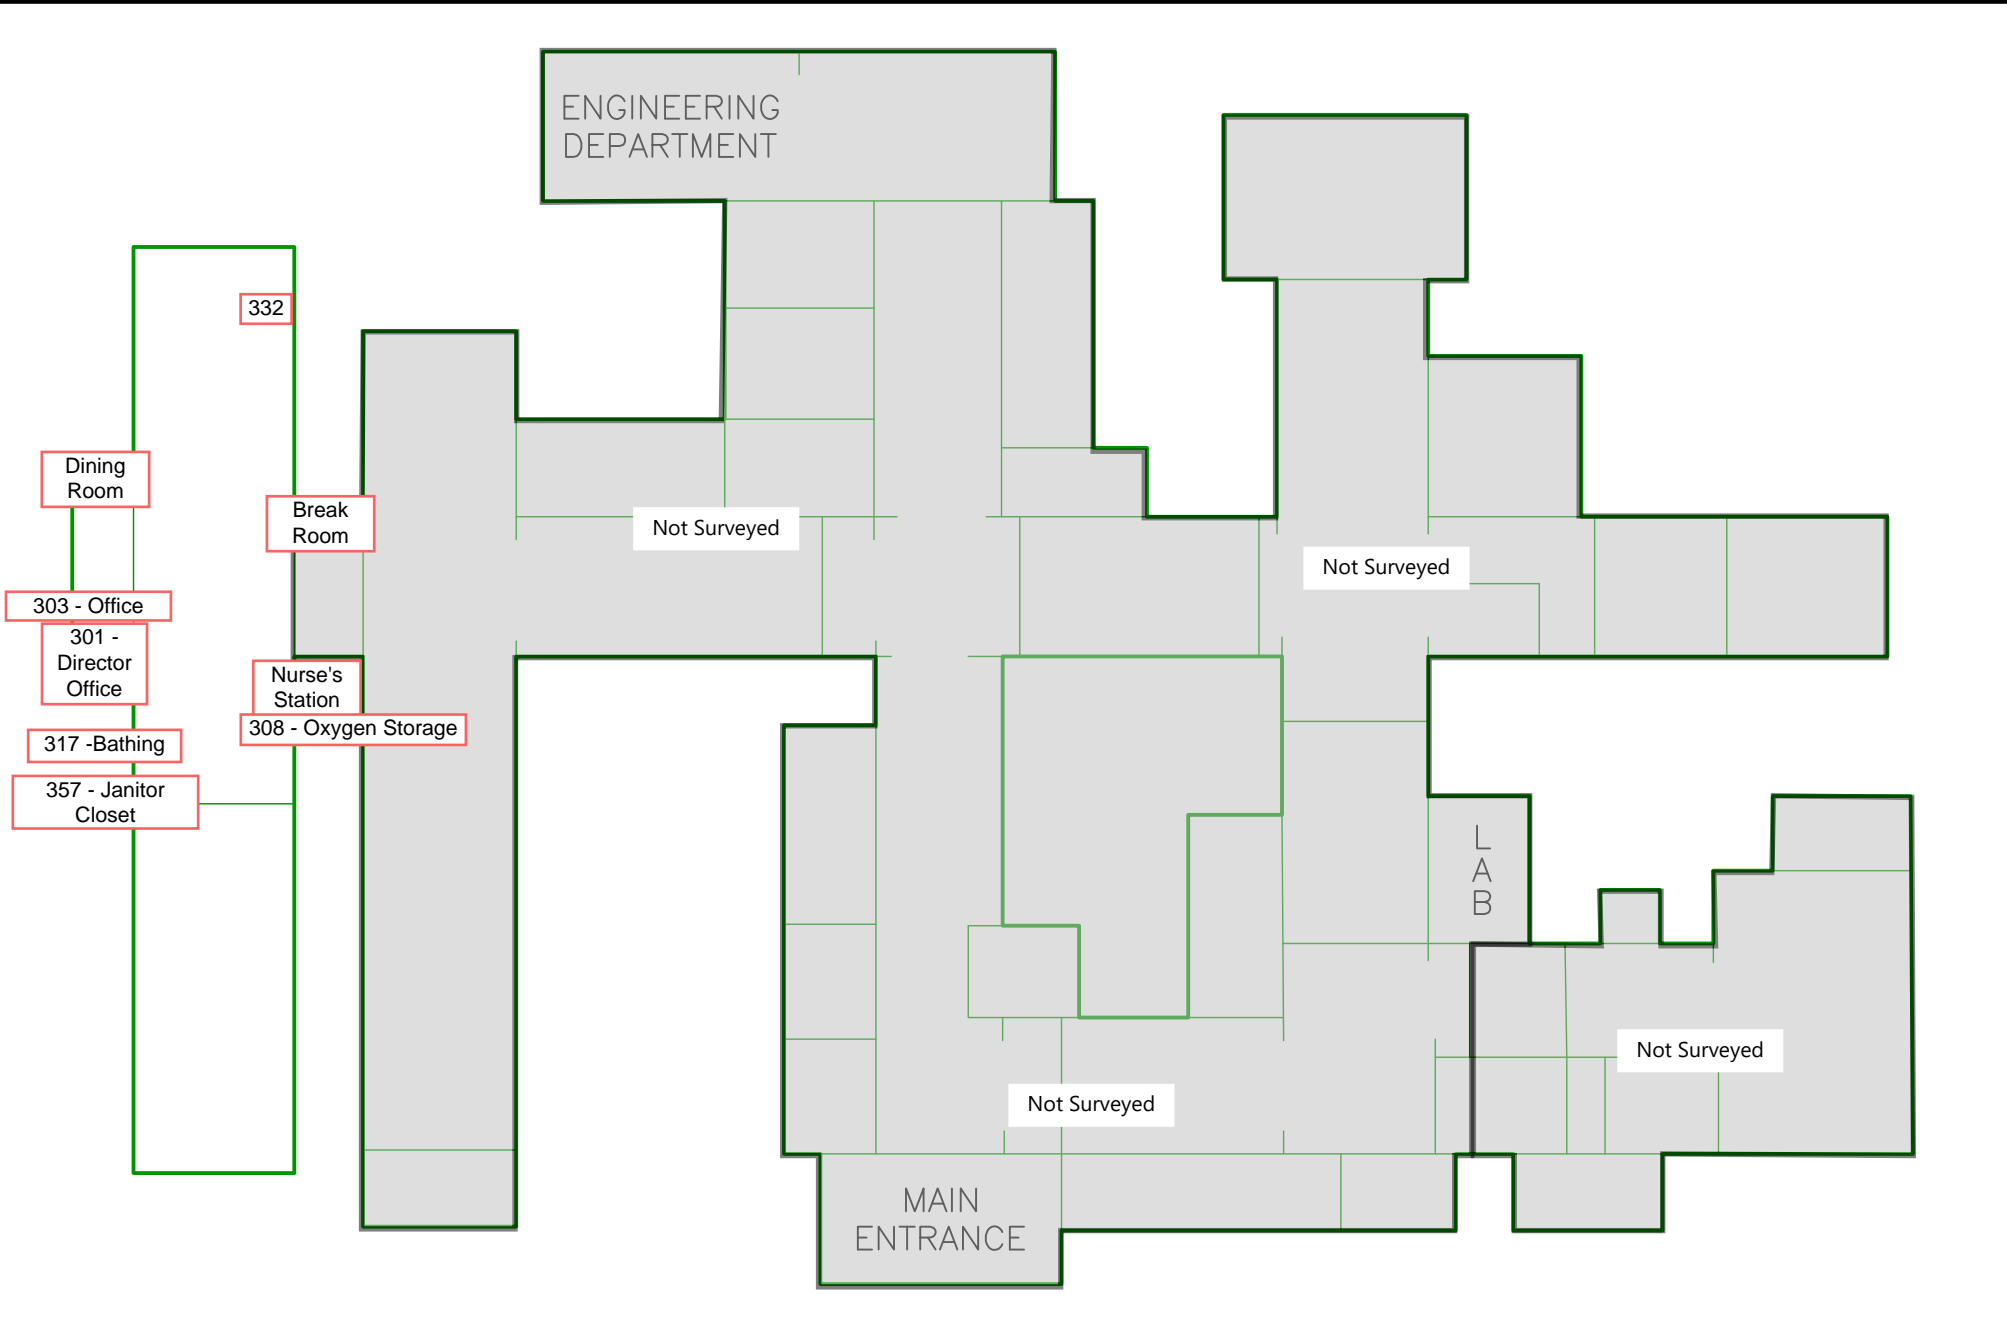 ENGINEERING
DEPARTMENT
332
Dining
Room
Break
Room
Not Surveyed
Not Surveyed
303 - Office
301 -
Director
Office
Nurse's
Station
308 - Oxygen Storage
317 -Bathing
357 - Janitor
Closet
L
A
B
Not Surveyed
Not Surveyed
MAIN
ENTRANCE